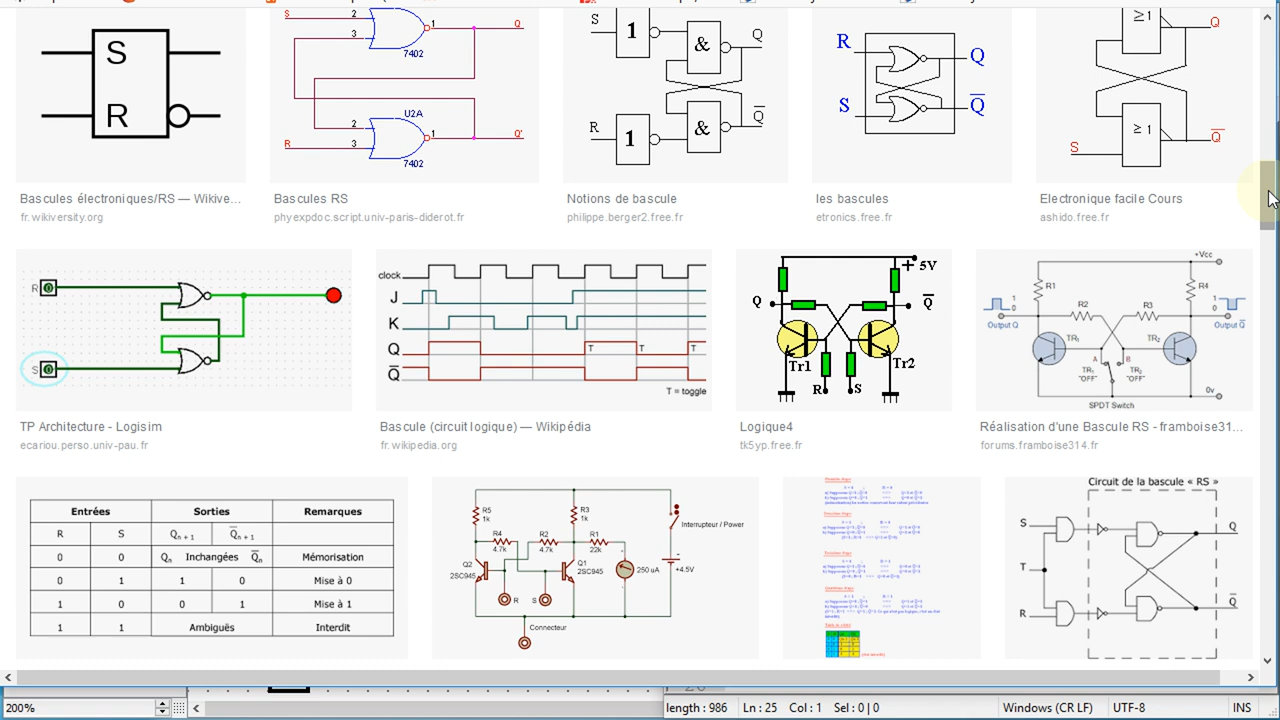 S
R
S
2
3
1
Q
7402
U2A
2
3
1
Q'
R
7402
S
1
&
Q
R
1
&
Q̅
R
Q
S
Q̅
≥1
Q
≥1
Q̅
S
Bascules électroniques/RS — Wikive...
fr.wikiversity.org
Bascules RS
phyexpdoc.script.univ-paris-diderot.fr
Notions de bascule
philippe.berger2.free.fr
les bascules
etronics.free.fr
Electronique facile Cours
ashido.free.fr
R
S
clock
J
K
Q
T
T
T
Q̅
T = toggle
+ 5V
Q
Q̅
Tr1
Tr2
R
S
+Vcc
R1
R2
R3
R4
1
0
Output Q
1
0
Output Q̅
TR₁
TR₂
A
B
TR₁
"OFF"
TR₂
"OFF"
0v
SPDT Switch
TP Architecture - Logisim
ecariou.perso.univ-pau.fr
Bascule (circuit logique) — Wikipédia
fr.wikipedia.org
Logique4
tk5yp.free.fr
Réalisation d'une Bascule RS - framboise31...
forums.framboise314.fr
Entrées Sorties Remarques
R S Qn+1 Q̅n+1
0 0 Qn Inchangées Q̅n Mémorisation
0 1 1 0 Mise à 0
1 0 0 1 Mise à 1
1 1 Ambiguës Interdit
1k
R3
1k
R4
4.7k
R2
4.7k
R1
22k
Interrupteur / Power
Q2
2SC945
Q1
2SC945
250 uA
+4.5V
R
S
Connecteur
Circuit de la bascule « RS »
S
Q
T
R
Q̅
200%
length : 986 Ln : 25 Col : 1 Sel : 0 | 0 Windows (CR LF) UTF-8 INS